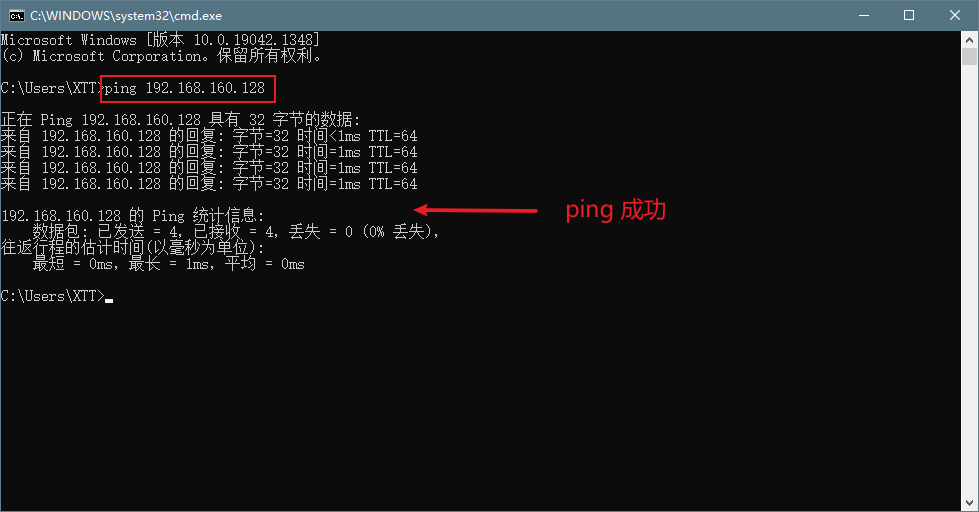 C:\WINDOWS\system32\cmd.exe
Microsoft Windows [版本 10.0.19042.1348]
(c) Microsoft Corporation。保留所有权利。
C:\Users\XTT>ping 192.168.160.128
正在 Ping 192.168.160.128 具有 32 字节的数据:
来自 192.168.160.128 的回复: 字节=32 时间<1ms TTL=64
来自 192.168.160.128 的回复: 字节=32 时间=1ms TTL=64
来自 192.168.160.128 的回复: 字节=32 时间=1ms TTL=64
来自 192.168.160.128 的回复: 字节=32 时间=1ms TTL=64
192.168.160.128 的 Ping 统计信息:
数据包: 已发送 = 4，已接收 = 4，丢失 = 0 (0% 丢失)，
往返行程的估计时间(以毫秒为单位):
最短 = 0ms，最长 = 1ms，平均 = 0ms
ping 成功
C:\Users\XTT>